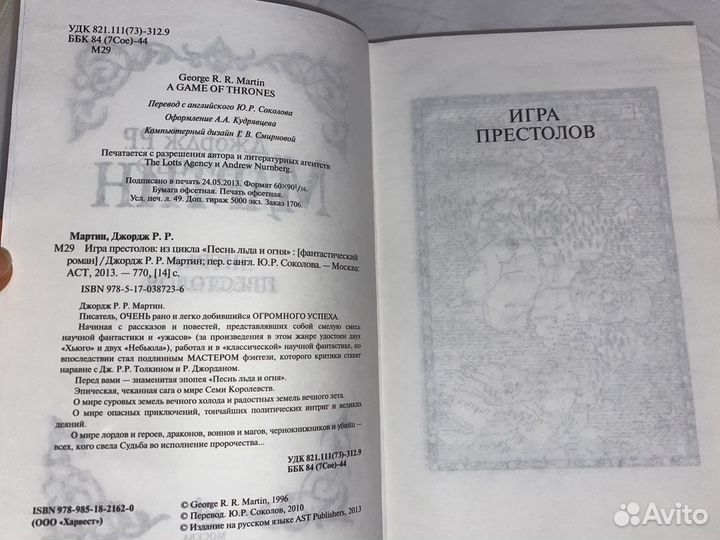 УДК 821.111(73)-312.9
ББК 84 (7Сое)-44
М29
George R. R. Martin
A GAME OF THRONES
Перевод с английского Ю.Р. Соколова
Оформление А.А. Кудрявцева
Компьютерный дизайн Г. В. Смирновой
Печатается с разрешения автора и литературных агентств
The Lotts Agency и Andrew Nurnberg.
Подписано в печать 24.05.2013. Формат 60×90 1/16.
Бумага офсетная. Печать офсетная.
Усл. печ. л. 49. Доп. тираж 5000 экз. Заказ 1706.
Мартин, Джордж Р. Р.
М29 Игра престолов: из цикла «Песнь льда и огня» : [фантастический
роман] / Джордж Р. Р. Мартин; пер. с англ. Ю.Р. Соколова. — Москва:
АСТ, 2013. — 770, [14] с.
ISBN 978-5-17-038723-6
Джордж Р. Р. Мартин.
Писатель, ОЧЕНЬ рано и легко добившийся ОГРОМНОГО УСПЕХА.
Начиная с рассказов и повестей, представлявших собой смелую смесь
научной фантастики и «ужасов» (за произведения в этом жанре удостоен двух
«Хьюго» и двух «Небьюла»), работал и в «классической» научной фантастике, но
впоследствии стал подлинным МАСТЕРОМ фэнтези, которого критики ставят
наравне с Дж. Р.Р. Толкином и Р. Джорданом.
Перед вами — знаменитая эпопея «Песнь льда и огня».
Эпическая, чеканная сага о мире Семи Королевств.
О мире суровых земель вечного холода и радостных земель вечного лета.
О мире опасных приключений, тончайших политических интриг и великих
деяний.
О мире лордов и героев, драконов, воинов и магов, чернокнижников и убийц —
всех, кого свела Судьба во исполнение пророчества...
УДК 821.111(73)-312.9
ББК 84 (7Сое)-44
ISBN 978-985-18-2162-0
(ООО «Харвест»)
© George R. R. Martin, 1996
© Перевод. Ю.Р. Соколов, 2010
© Издание на русском языке AST Publishers, 2013
ИГРА
ПРЕСТОЛОВ
Avito